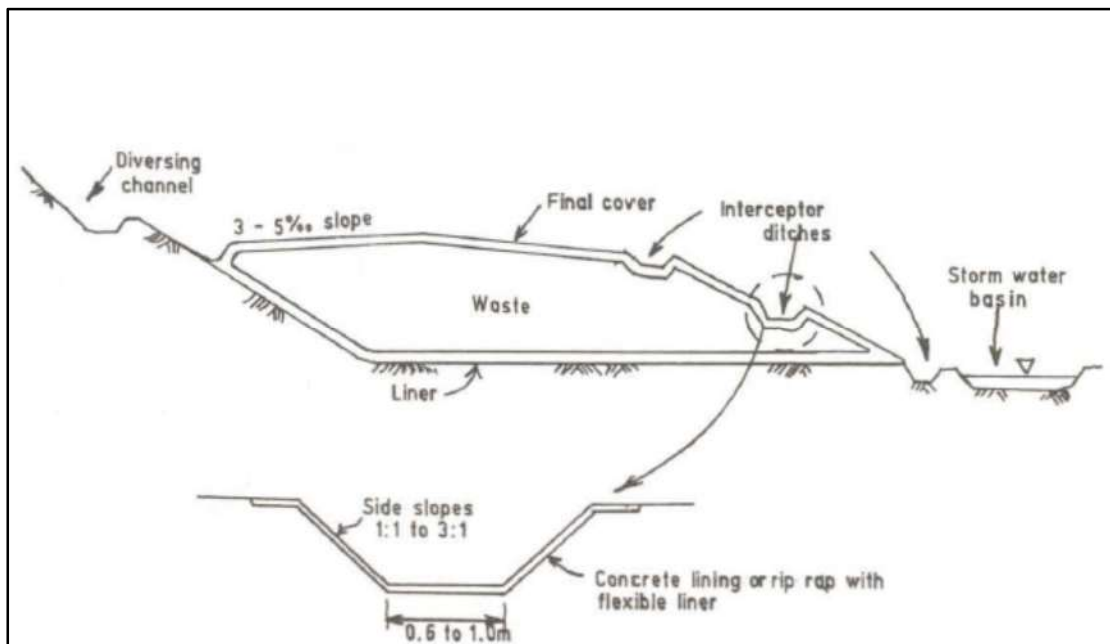 Diversing
channel
3 - 5‰ slope
Final cover
Interceptor
ditches
Storm water
basin
Waste
Liner
Side slopes
1:1 to 3:1
Concrete lining or rip rap with
flexible liner
0.6 to 1.0m